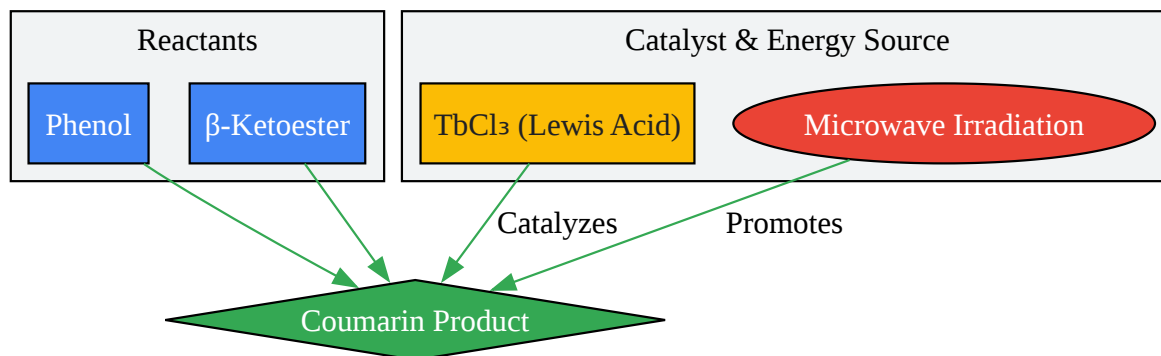 Reactants
Catalyst & Energy Source
Phenol
β-Ketoester
TbCl₃ (Lewis Acid)
Microwave Irradiation
Catalyzes
Promotes
Coumarin Product